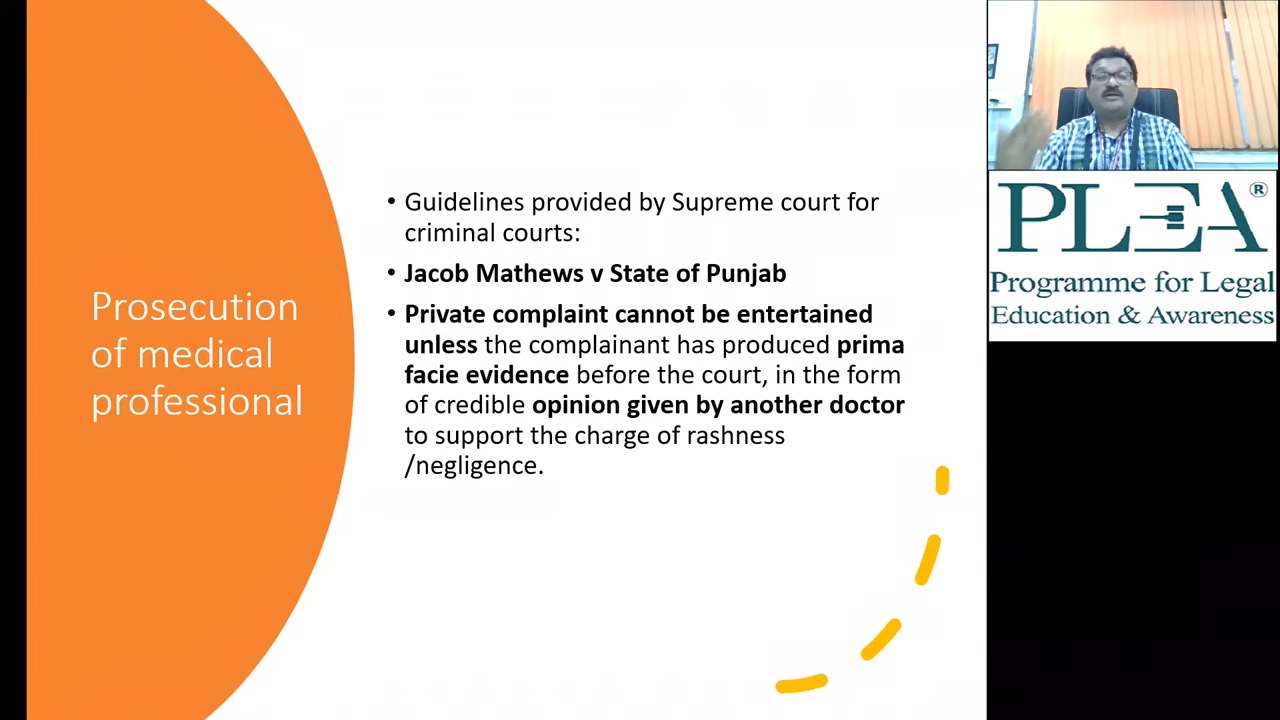 Prosecution
of medical
professional
• Guidelines provided by Supreme court for
criminal courts:
• Jacob Mathews v State of Punjab
• Private complaint cannot be entertained
unless the complainant has produced prima
facie evidence before the court, in the form
of credible opinion given by another doctor
to support the charge of rashness
/negligence.
PLEA®
Programme for Legal
Education & Awareness